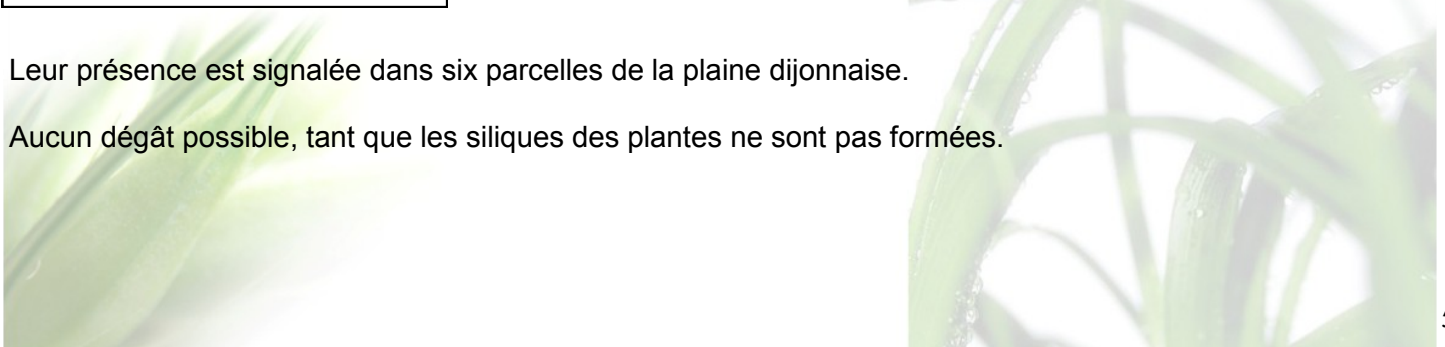 Leur présence est signalée dans six parcelles de la plaine dijonnaise.
Aucun dégât possible, tant que les siliques des plantes ne sont pas formées.